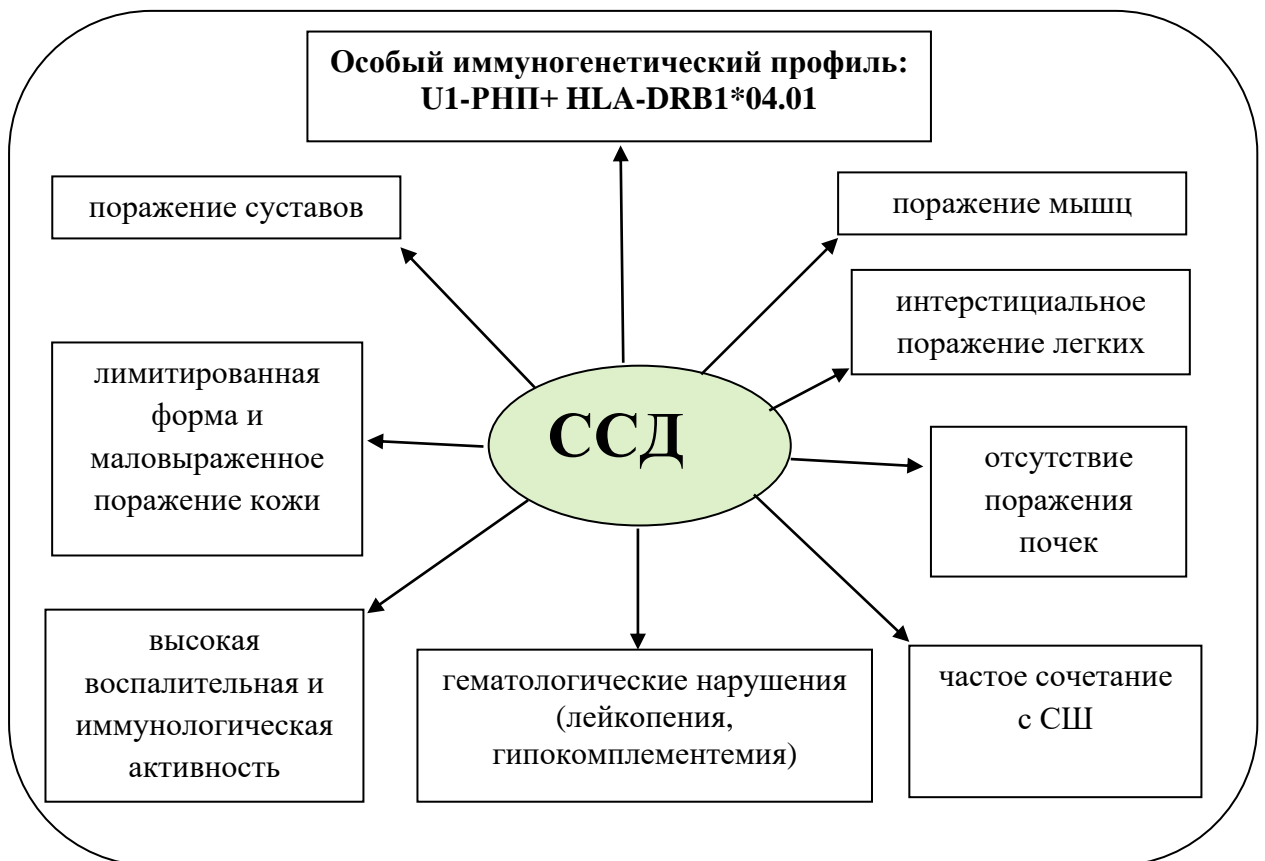 Особый иммуногенетический профиль:
U1-РНП+ HLA-DRB1*04.01
поражение суставов
поражение мышц
интерстициальное
поражение легких
лимитированная
форма и
маловыраженное
поражение кожи
ССД
отсутствие
поражения
почек
высокая
воспалительная и
иммунологическая
активность
гематологические нарушения
(лейкопения,
гипокомплементемия)
частое сочетание
с СШ